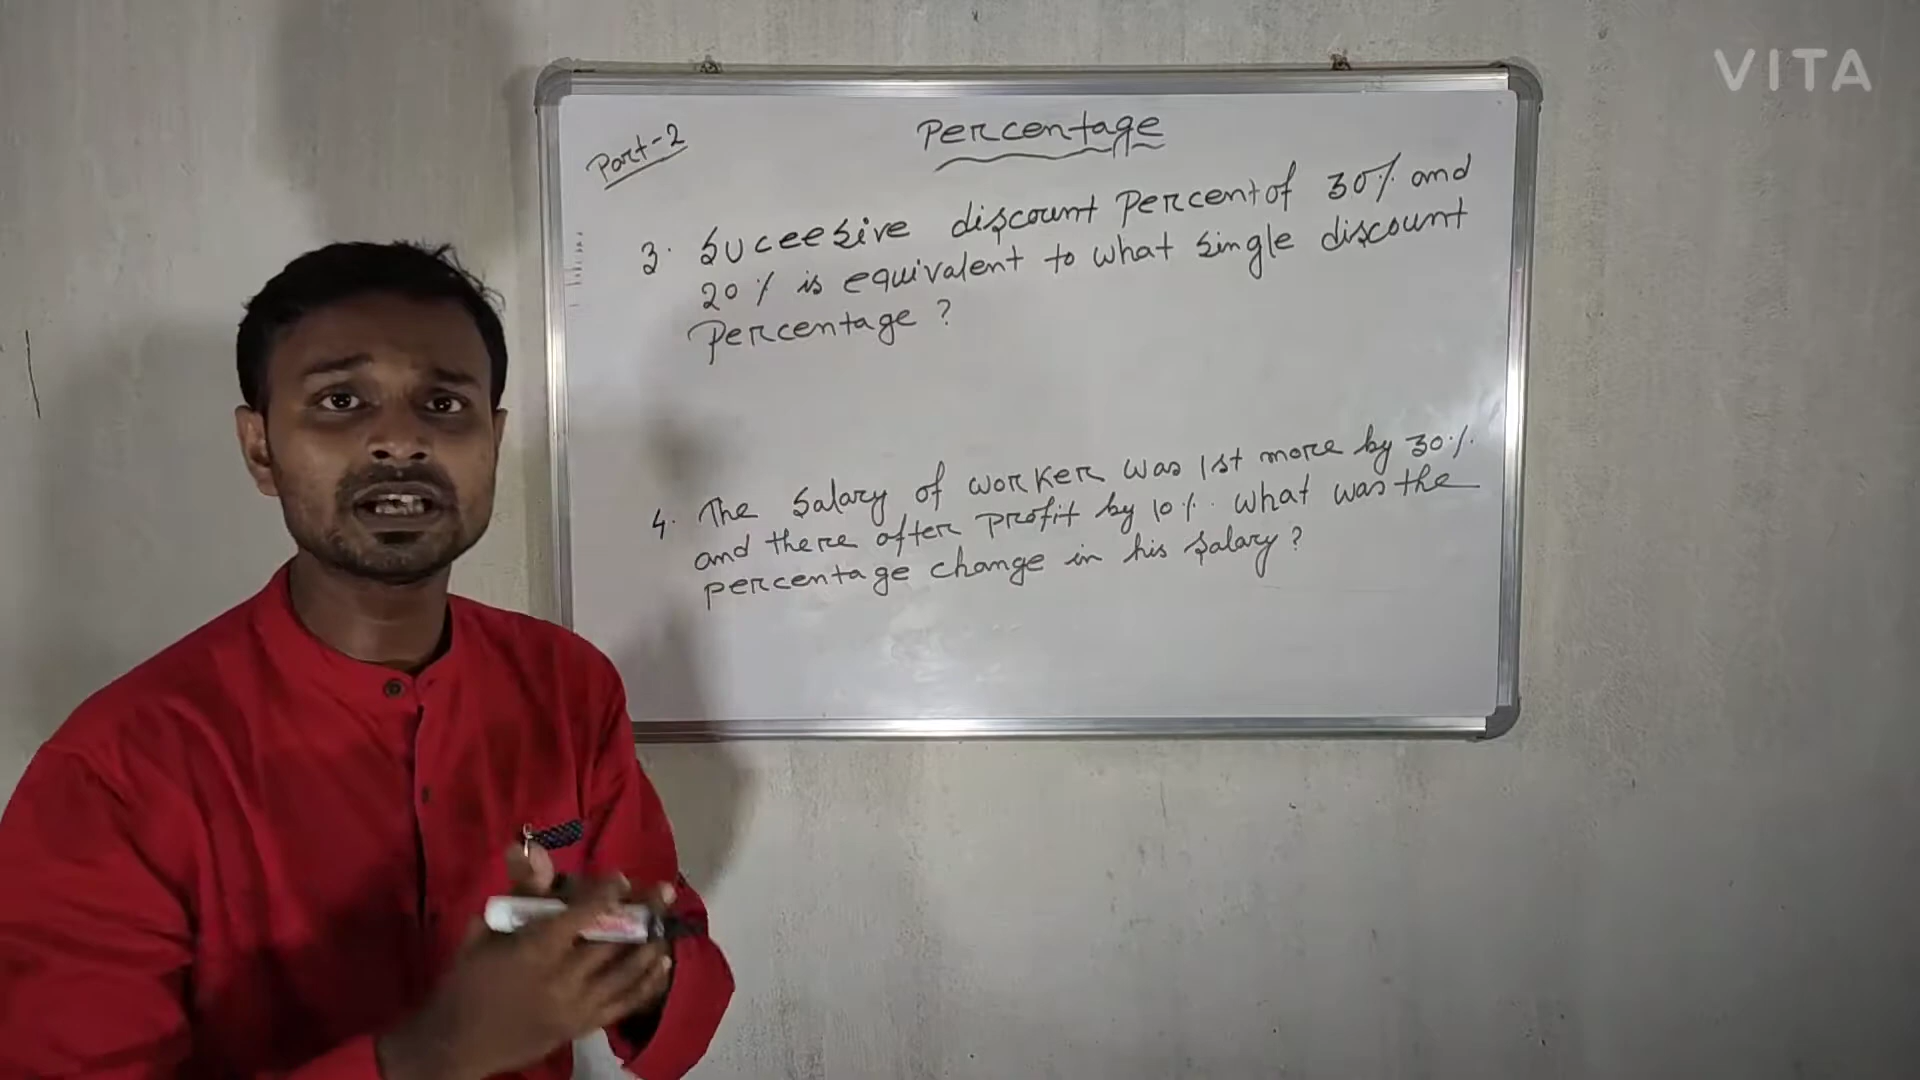 VITA
Part-2
Percentage
3. Suceesive discount Percent of 30% and
20% is equivalent to what single discount
Percentage ?
4. The Salary of worker was 1st more by 30%
and there after profit by 10%. what was the
percentage change in his salary ?